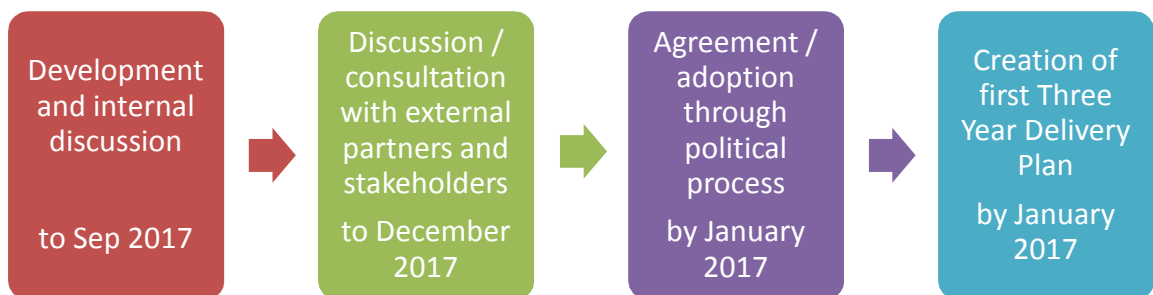 Development
and internal
discussion
to Sep 2017
Discussion /
consultation
with external
partners and
stakeholders
to December
2017
Agreement /
adoption
through
political
process
by January
2017
Creation of
first Three
Year Delivery
Plan
by January
2017